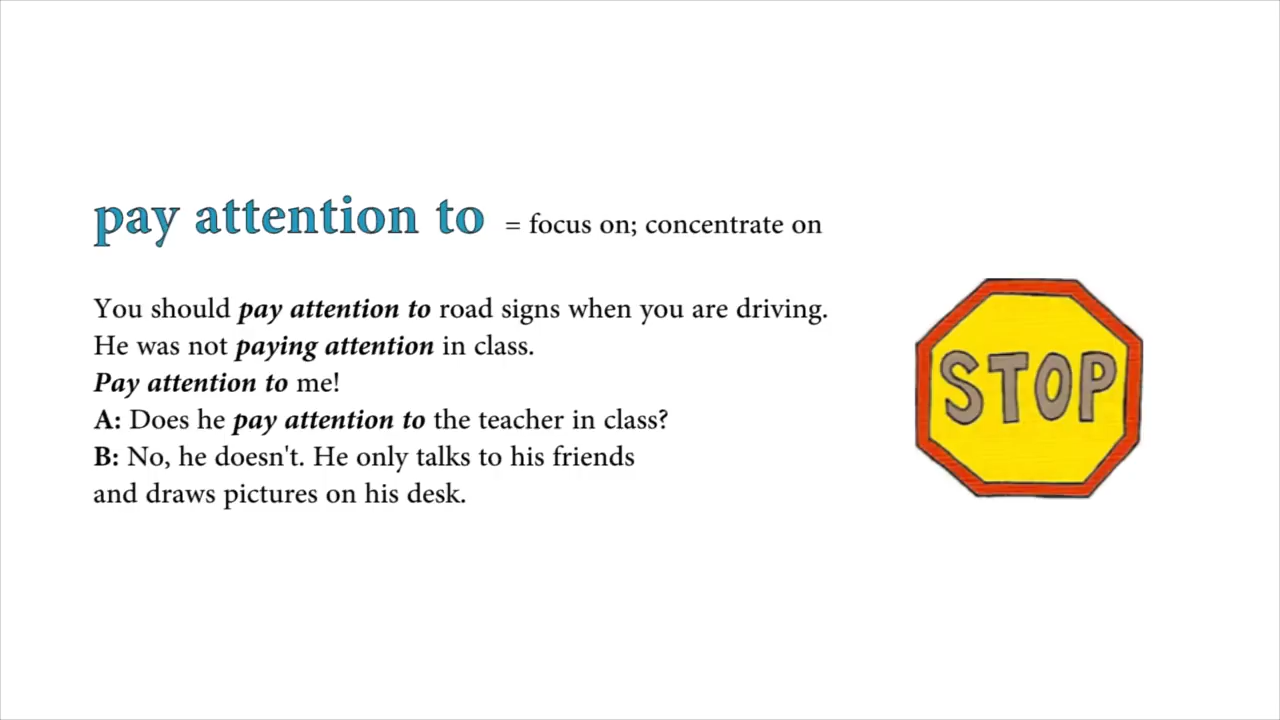 pay attention to = focus on; concentrate on
You should pay attention to road signs when you are driving.
He was not paying attention in class.
Pay attention to me!
A: Does he pay attention to the teacher in class?
B: No, he doesn't. He only talks to his friends
and draws pictures on his desk.
STOP